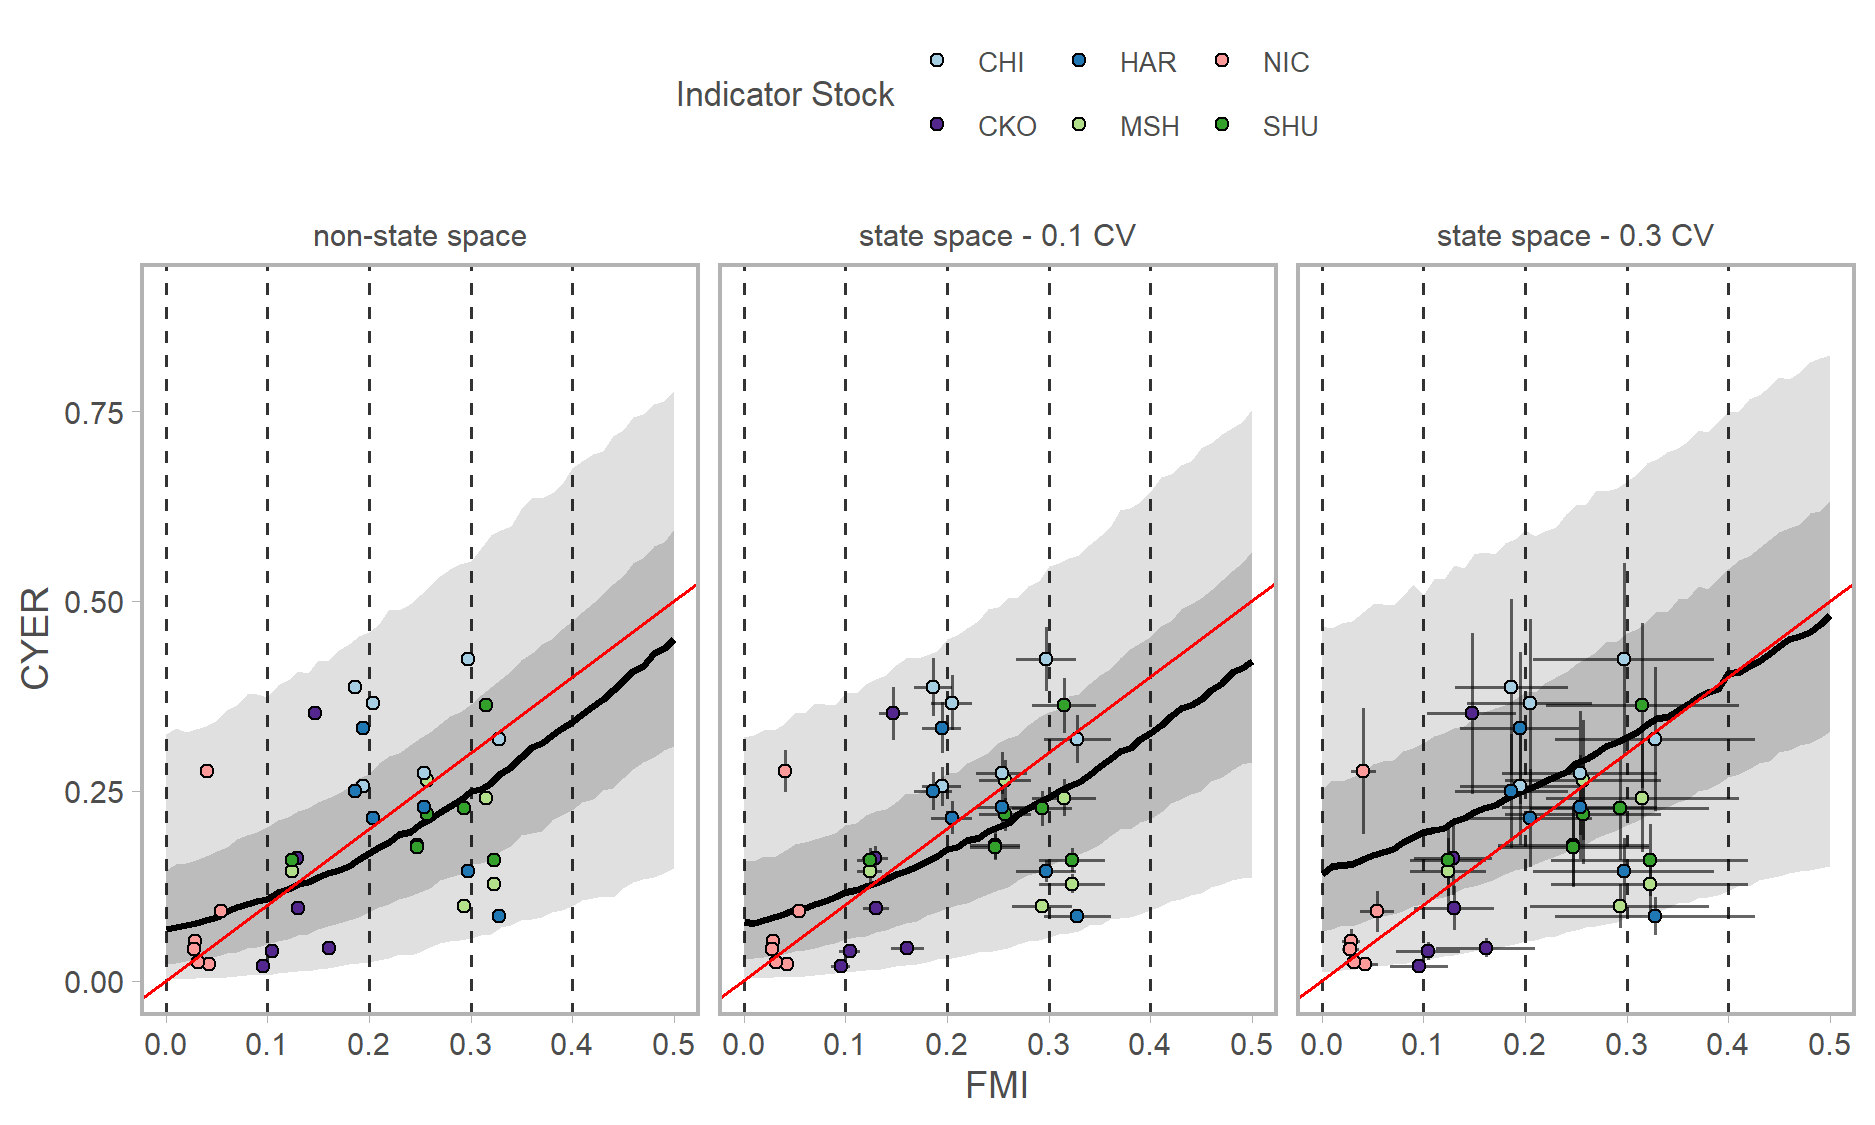 Indicator Stock
CHI HAR NIC
CKO MSH SHU
non-state space
state space - 0.1 CV
state space - 0.3 CV
CYER
0.75
0.50
0.25
0.00
0.0 0.1 0.2 0.3 0.4 0.5
0.0 0.1 0.2 0.3 0.4 0.5
0.0 0.1 0.2 0.3 0.4 0.5
FMI